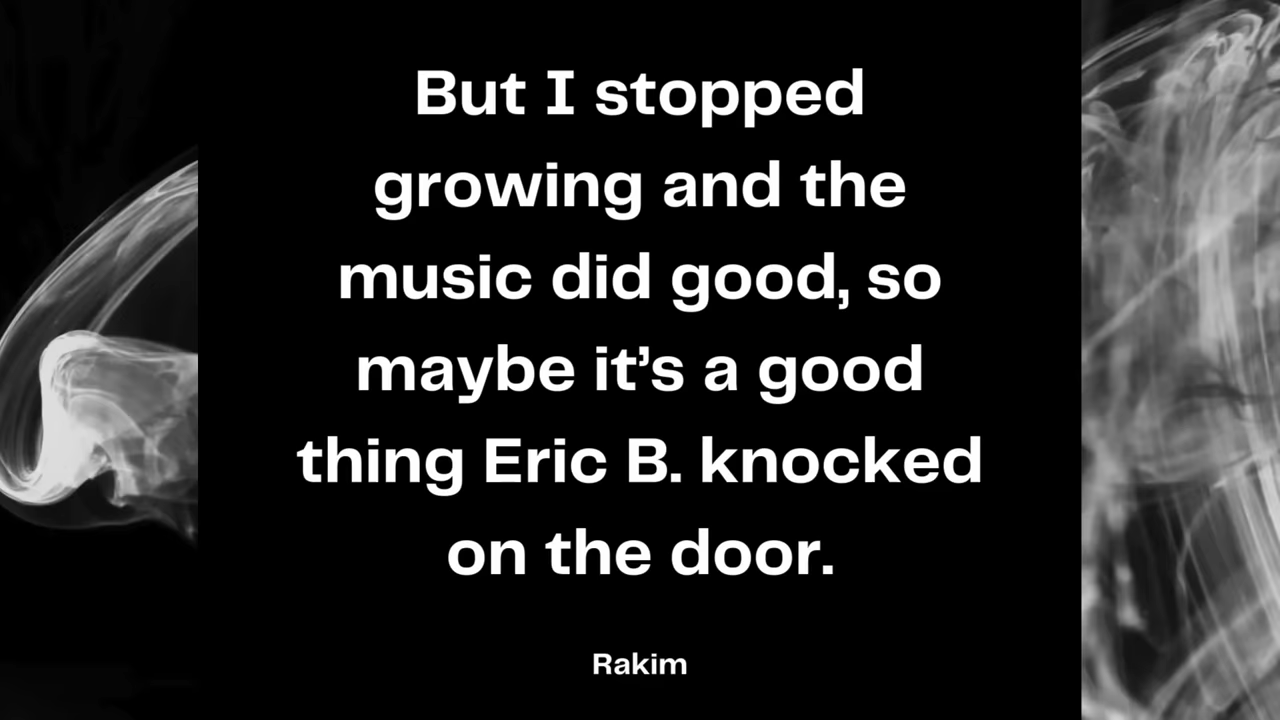 But I stopped
growing and the
music did good, so
maybe it’s a good
thing Eric B. knocked
on the door.
Rakim